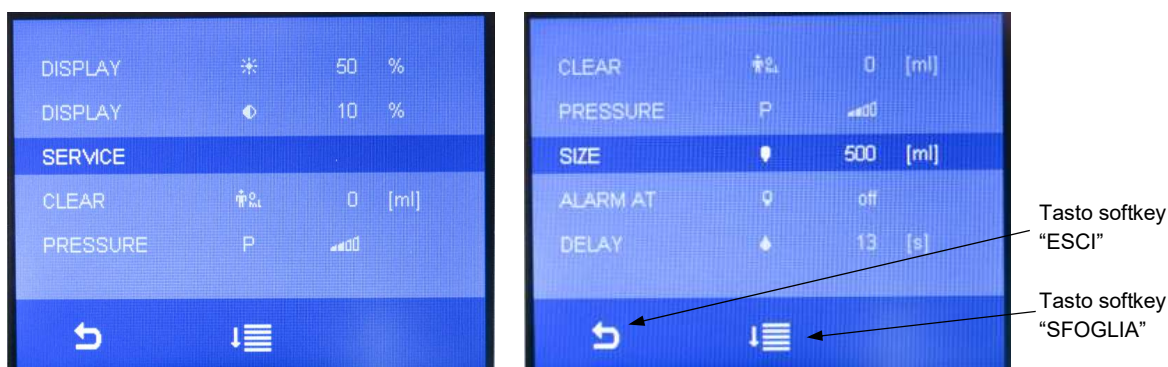 DISPLAY 50 %
DISPLAY 10 %
SERVICE
CLEAR 0 [ml]
PRESSURE P
CLEAR 0 [ml]
PRESSURE P
SIZE 500 [ml]
ALARM AT off
DELAY 13 [s]
Tasto softkey
“ESCI”
Tasto softkey
“SFOGLIA”